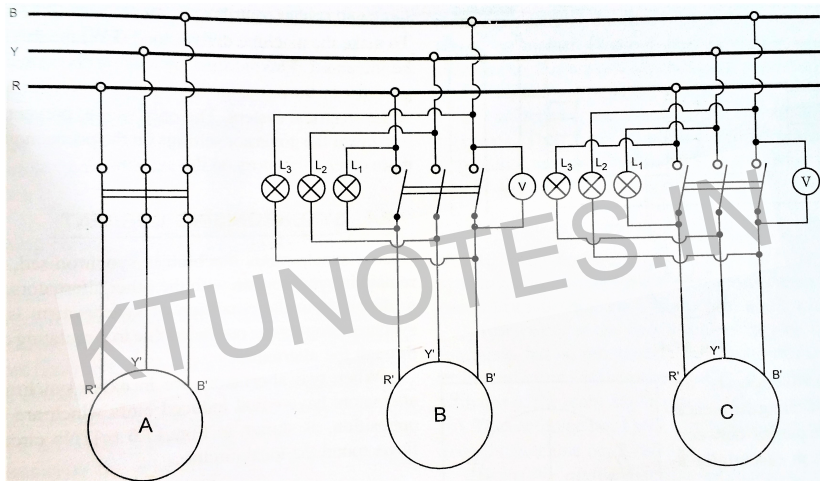 B
Y
R
L3 L2 L1 V
L3 L2 L1 V
KTUNOTES.IN
R' Y' B'
R' Y' B'
R' Y' B'
A B C